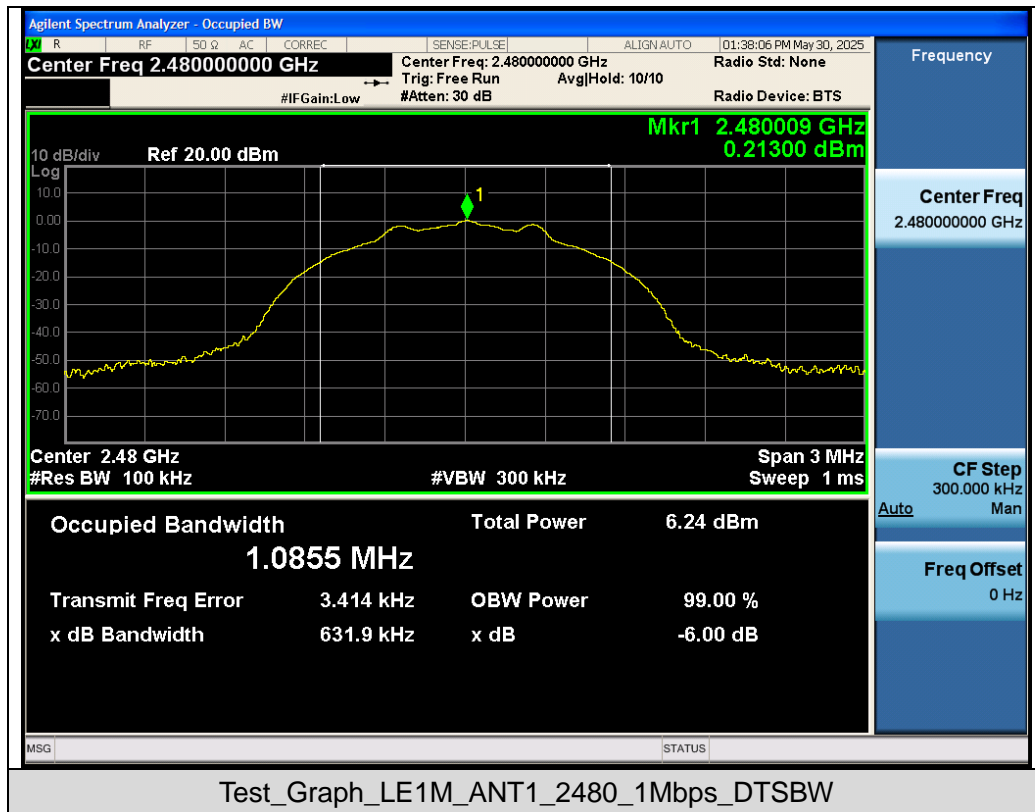 Agilent Spectrum Analyzer - Occupied BW
LXI R RF 50 Ω AC CORREC SENSE:PULSE ALIGN AUTO 01:38:06 PM May 30, 2025
Center Freq 2.480000000 GHz Center Freq: 2.480000000 GHz Radio Std: None
Trig: Free Run Avg|Hold: 10/10
#IFGain:Low #Atten: 30 dB Radio Device: BTS
Frequency
Mkr1 2.480009 GHz
0.21300 dBm
10 dB/div Ref 20.00 dBm
Log
10.0
0.00
-10.0
-20.0
-30.0
-40.0
-50.0
-60.0
-70.0
1
Center 2.48 GHz Span 3 MHz
#Res BW 100 kHz #VBW 300 kHz Sweep 1 ms
Center Freq
2.480000000 GHz
CF Step
300.000 kHz
Auto Man
Freq Offset
0 Hz
Occupied Bandwidth Total Power 6.24 dBm
1.0855 MHz
Transmit Freq Error 3.414 kHz OBW Power 99.00 %
x dB Bandwidth 631.9 kHz x dB -6.00 dB
MSG STATUS
Test_Graph_LE1M_ANT1_2480_1Mbps_DTSBW